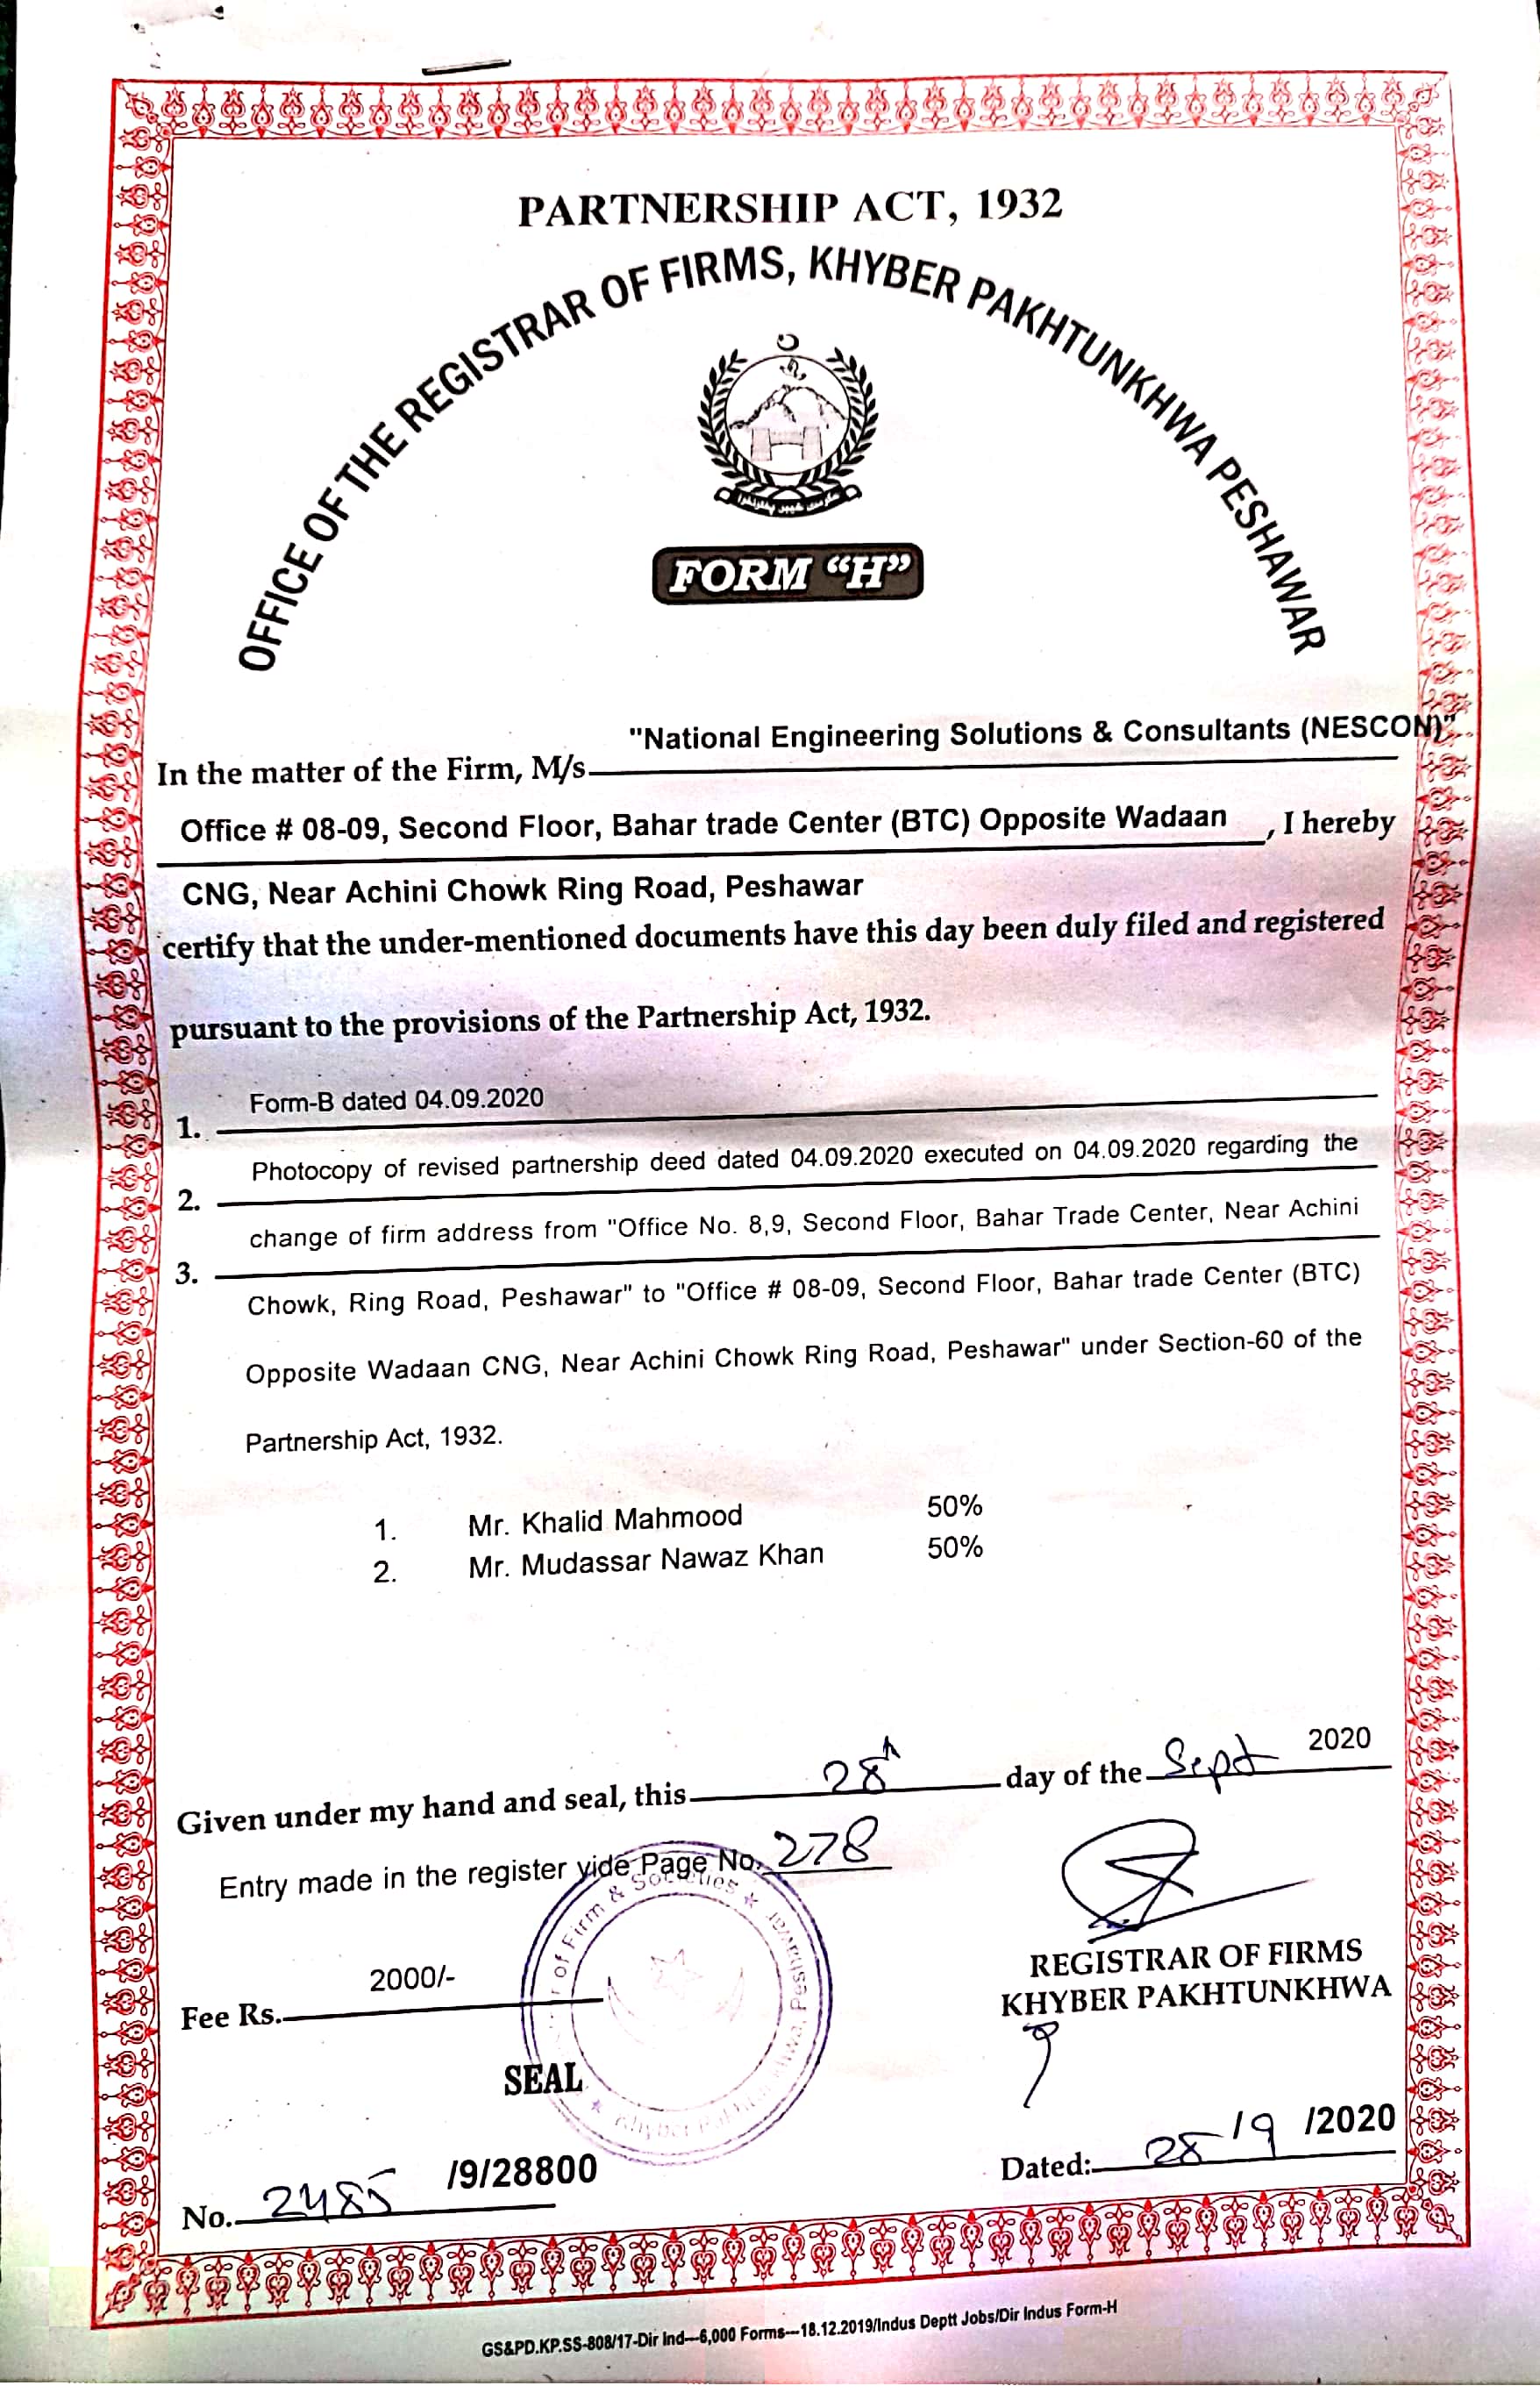 PARTNERSHIP ACT, 1932
OFFICE OF THE REGISTRAR OF FIRMS, KHYBER PAKHTUNKHWA PESHAWAR
FORM “H”
In the matter of the Firm, M/s "National Engineering Solutions & Consultants (NESCON)"
Office # 08-09, Second Floor, Bahar trade Center (BTC) Opposite Wadaan , I hereby
CNG, Near Achini Chowk Ring Road, Peshawar
certify that the under-mentioned documents have this day been duly filed and registered
pursuant to the provisions of the Partnership Act, 1932.
1. Form-B dated 04.09.2020
2. Photocopy of revised partnership deed dated 04.09.2020 executed on 04.09.2020 regarding the
3. change of firm address from "Office No. 8,9, Second Floor, Bahar Trade Center, Near Achini
Chowk, Ring Road, Peshawar" to "Office # 08-09, Second Floor, Bahar trade Center (BTC)
Opposite Wadaan CNG, Near Achini Chowk Ring Road, Peshawar" under Section-60 of the
Partnership Act, 1932.
1. Mr. Khalid Mahmood 50%
2. Mr. Mudassar Nawaz Khan 50%
Given under my hand and seal, this 28th day of the Sept 2020
Entry made in the register vide Page No. 278
of Firm & Societies ★ Peshawar
REGISTRAR OF FIRMS
KHYBER PAKHTUNKHWA
Fee Rs. 2000/-
SEAL
No. 2485 /9/28800
Dated: 28/9/2020
GS&PD.KP.SS-808/17-Dir Ind---6,000 Forms---18.12.2019/Indus Deptt Jobs/Dir Indus Form-H